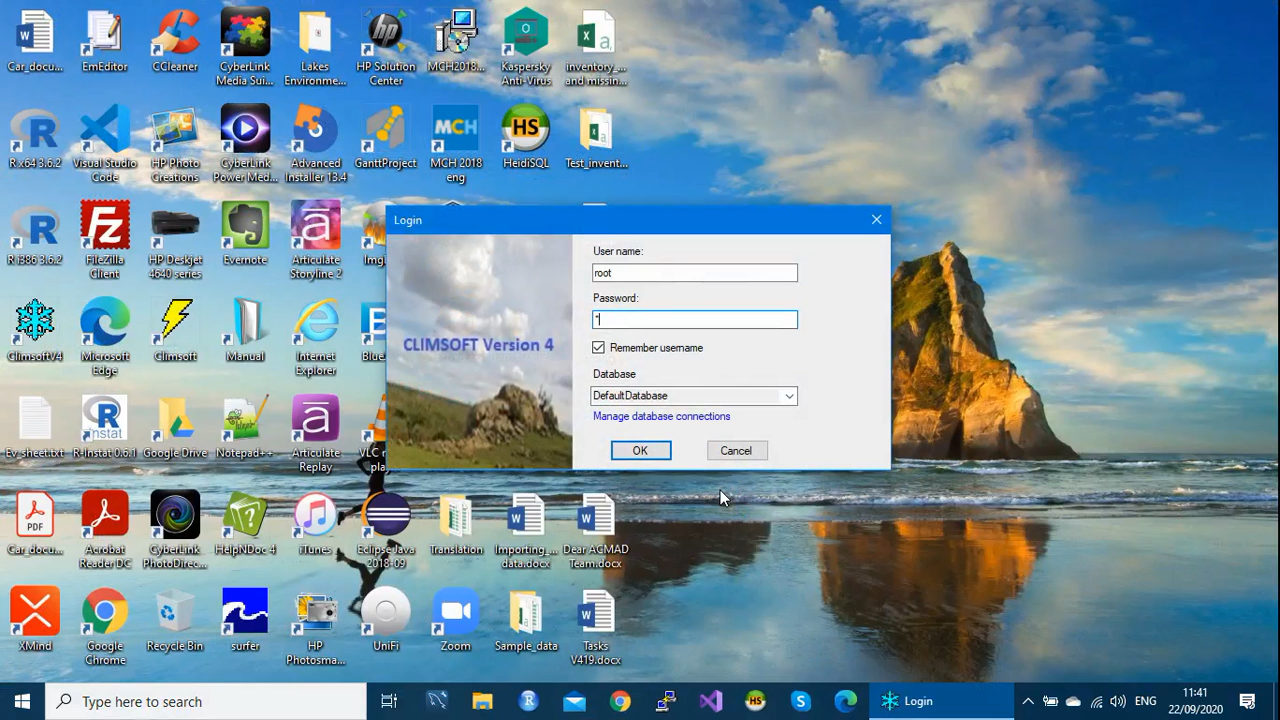 Car_docu...
EmEditor
CCleaner
CyberLink
Media Sui...
Lakes
Environme...
HP Solution
Center
MCH2018...
Kaspersky
Anti-Virus
inventory_...
and missin...
R x64 3.6.2
Visual Studio
Code
HP Photo
Creations
CyberLink
Power Med...
Advanced
Installer 13.4
GanttProject
MCH
MCH 2018
eng
HS
HeidiSQL
Test_invent...
R i386 3.6.2
FileZilla
Client
HP Deskjet
4640 series
Evernote
Articulate
Storyline 2
ClimsoftV4
Microsoft
Edge
Climsoft
Manual
Internet
Explorer
Ev_sheet.txt
R-Instat 0.6.1
Google Drive
Notepad++
Articulate
Replay
PDF
Car_docu...
Acrobat
Reader DC
CyberLink
PhotoDirec...
HelpNDoc 4
iTunes
Eclipse Java
2018-09
Translation
Importing_...
data.docx
Dear ACMAD
Team.docx
XMind
Google
Chrome
Recycle Bin
surfer
HP
Photosma...
UniFi
Zoom
Sample_data
Tasks
V419.docx
Login
CLIMSOFT Version 4
User name:
root
Password:
*
Remember username
Database
DefaultDatabase
Manage database connections
OK
Cancel
Type here to search
Login
ENG
11:41
22/09/2020